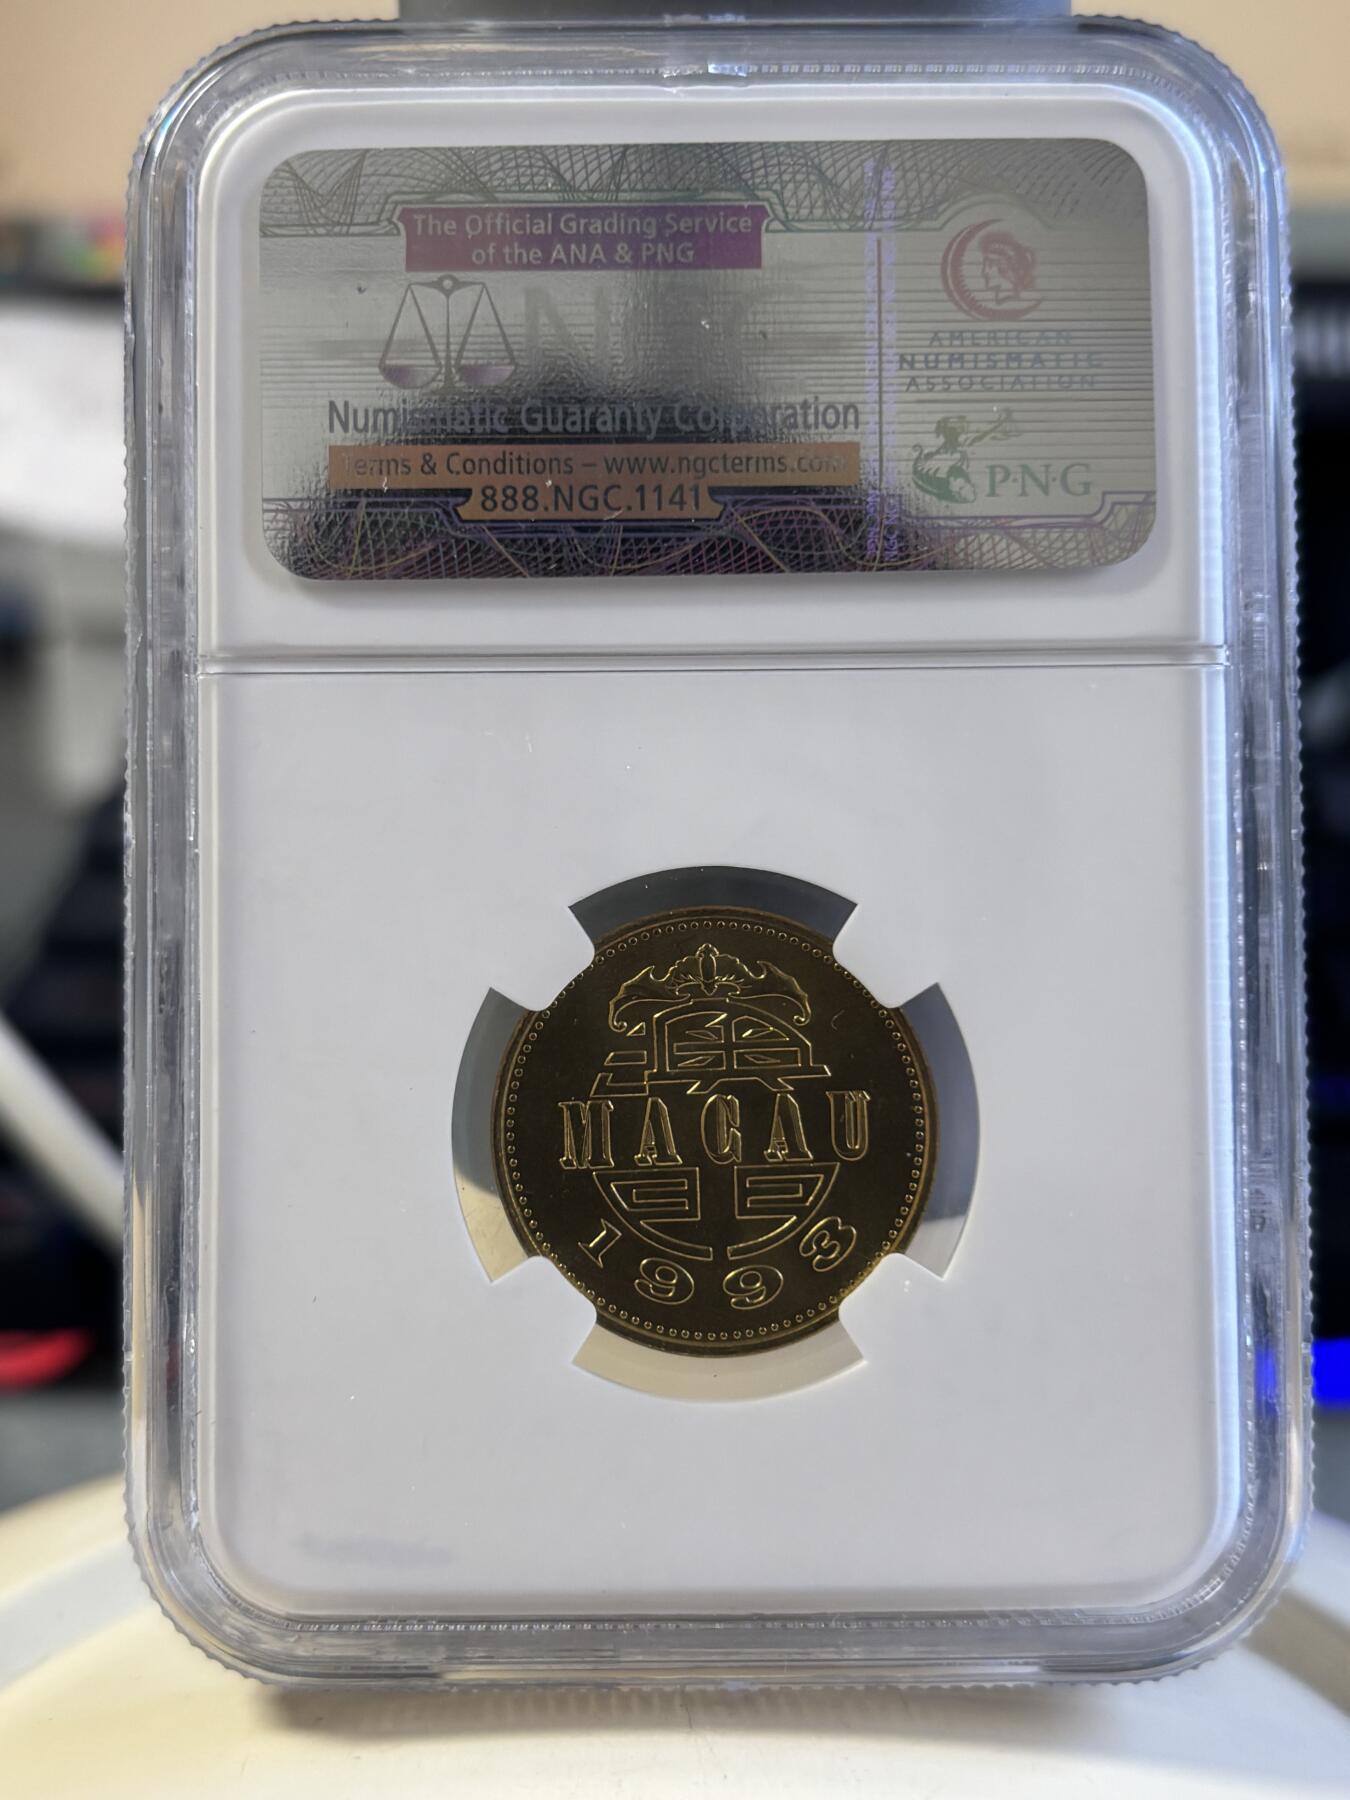 The Official Grading Service
of the ANA & PNG
NGC
Numismatic Guaranty Corporation
Terms & Conditions – www.ngcterms.com
888.NGC.1141
AMERICAN
NUMISMATIC
ASSOCIATION
P·N·G
MACAU
1993